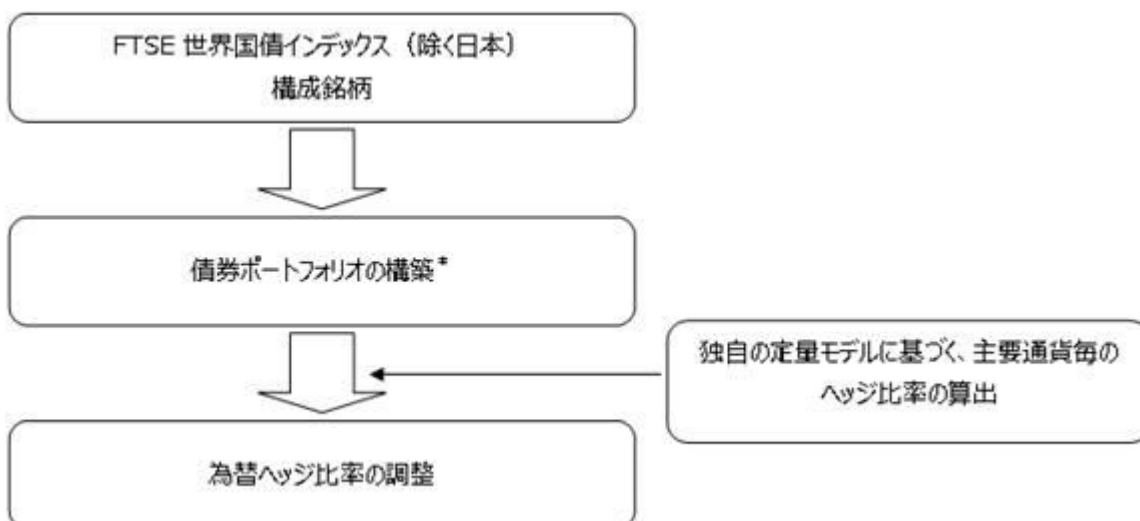 FTSE 世界国債インデックス（除く日本）
構成銘柄
債券ポートフォリオの構築*
独自の定量モデルに基づく、主要通貨毎の
ヘッジ比率の算出
為替ヘッジ比率の調整